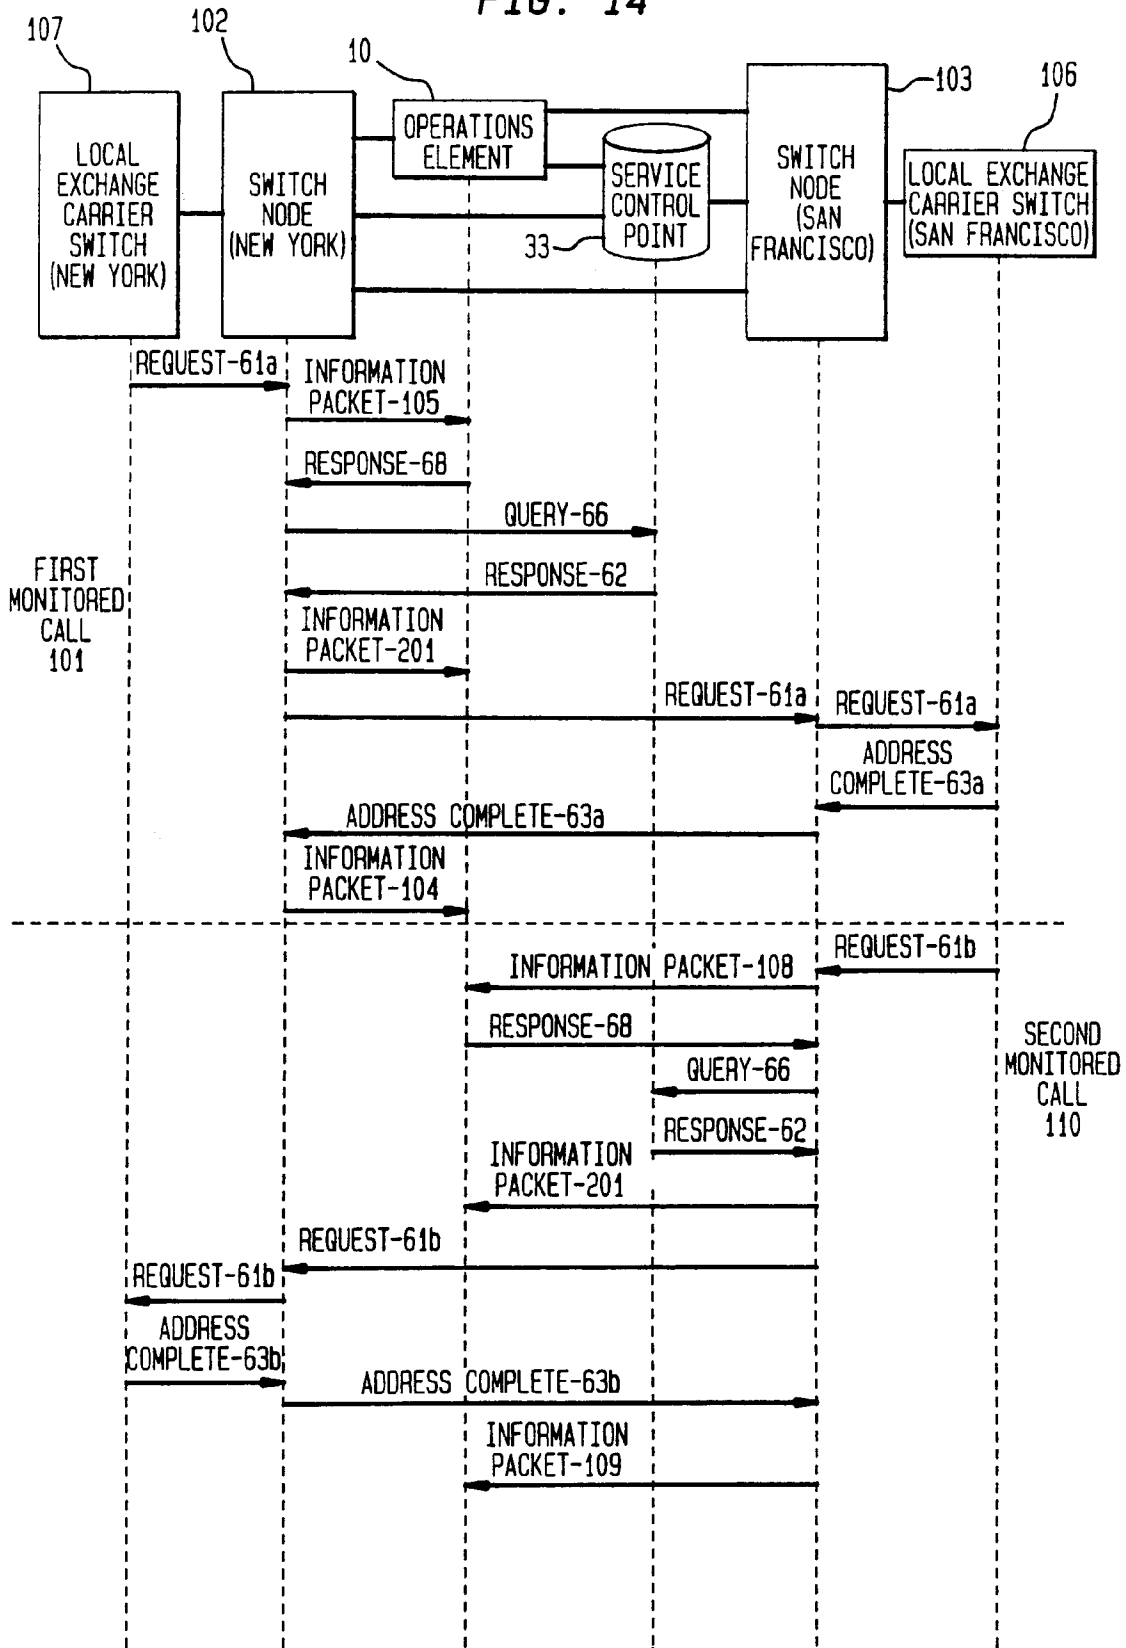 FIG. 14
107
102
10
103
106
LOCAL
EXCHANGE
CARRIER
SWITCH
(NEW YORK)
SWITCH
NODE
(NEW YORK)
OPERATIONS
ELEMENT
SERVICE
CONTROL
POINT
33
SWITCH
NODE
(SAN
FRANCISCO)
LOCAL EXCHANGE
CARRIER SWITCH
(SAN FRANCISCO)
REQUEST-61a
INFORMATION
PACKET-105
RESPONSE-68
QUERY-66
RESPONSE-62
FIRST
MONITORED
CALL
101
INFORMATION
PACKET-201
REQUEST-61a
REQUEST-61a
ADDRESS
COMPLETE-63a
ADDRESS COMPLETE-63a
INFORMATION
PACKET-104
REQUEST-61b
INFORMATION PACKET-108
RESPONSE-68
QUERY-66
SECOND
MONITORED
CALL
110
RESPONSE-62
INFORMATION
PACKET-201
REQUEST-61b
REQUEST-61b
ADDRESS
COMPLETE-63b
ADDRESS COMPLETE-63b
INFORMATION
PACKET-109